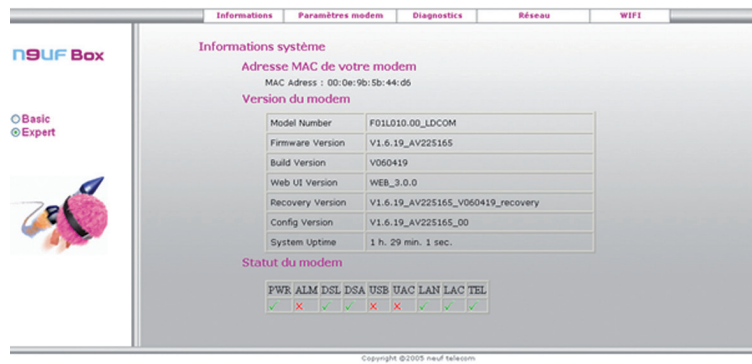 Informations Paramètres modem Diagnostics Réseau WIFI
n9uf Box
Basic
Expert
Informations système
Adresse MAC de votre modem
MAC Adress : 00:0e:9b:5b:44:d6
Version du modem
Model Number F01L010.00_LDCOM
Firmware Version V1.6.19_AV225165
Build Version V060419
Web UI Version WEB_3.0.0
Recovery Version V1.6.19_AV225165_V060419_recovery
Config Version V1.6.19_AV225165_00
System Uptime 1 h. 29 min. 1 sec.
Statut du modem
PWR ALM DSL DSA USB UAC LAN LAC TEL
Copyright ©2005 neuf telecom